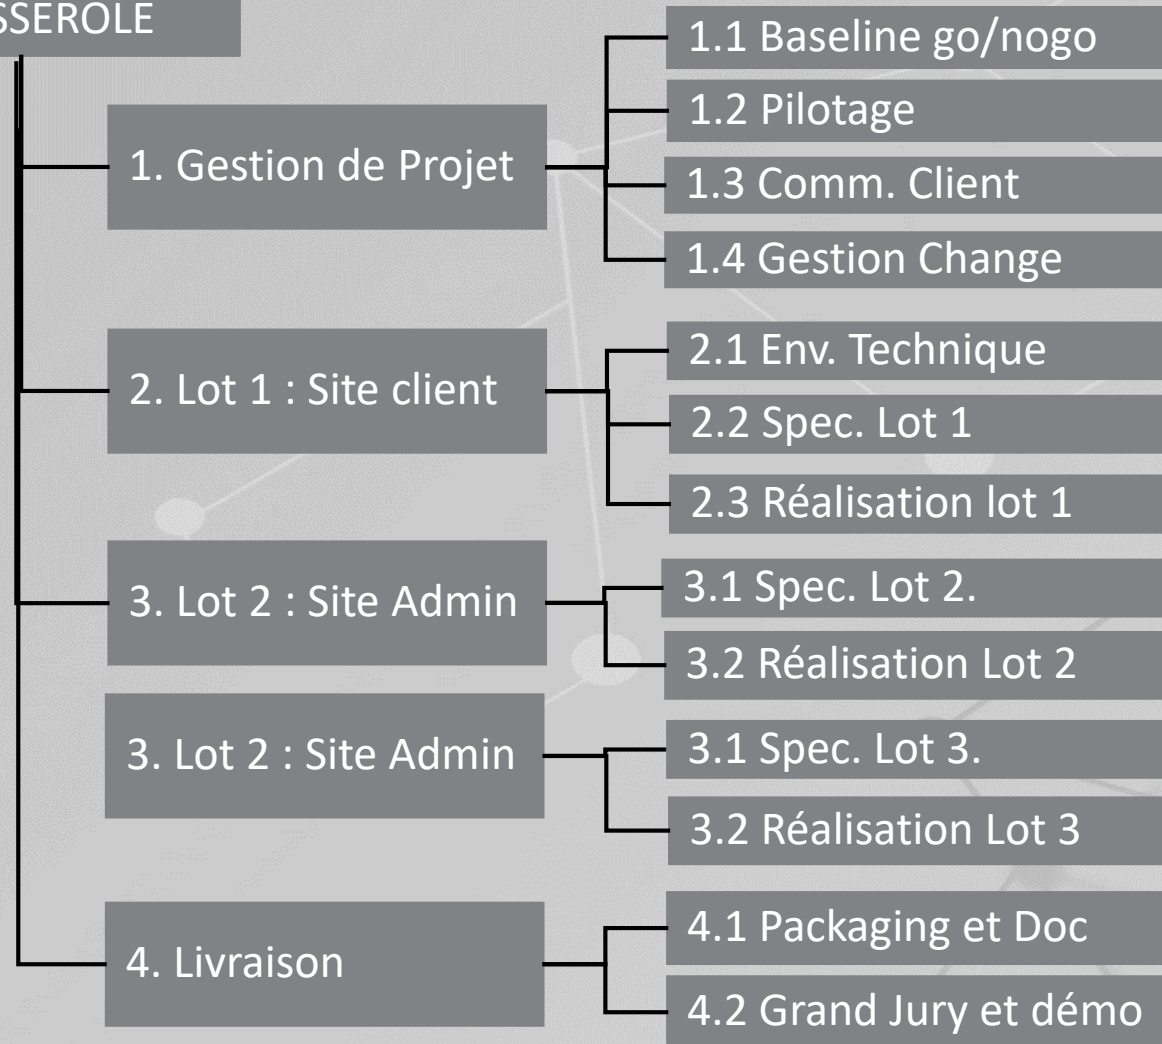 SSEROLE
1. Gestion de Projet
1.1 Baseline go/nogo
1.2 Pilotage
1.3 Comm. Client
1.4 Gestion Change
2. Lot 1 : Site client
2.1 Env. Technique
2.2 Spec. Lot 1
2.3 Réalisation lot 1
3. Lot 2 : Site Admin
3.1 Spec. Lot 2.
3.2 Réalisation Lot 2
3. Lot 2 : Site Admin
3.1 Spec. Lot 3.
3.2 Réalisation Lot 3
4. Livraison
4.1 Packaging et Doc
4.2 Grand Jury et démo